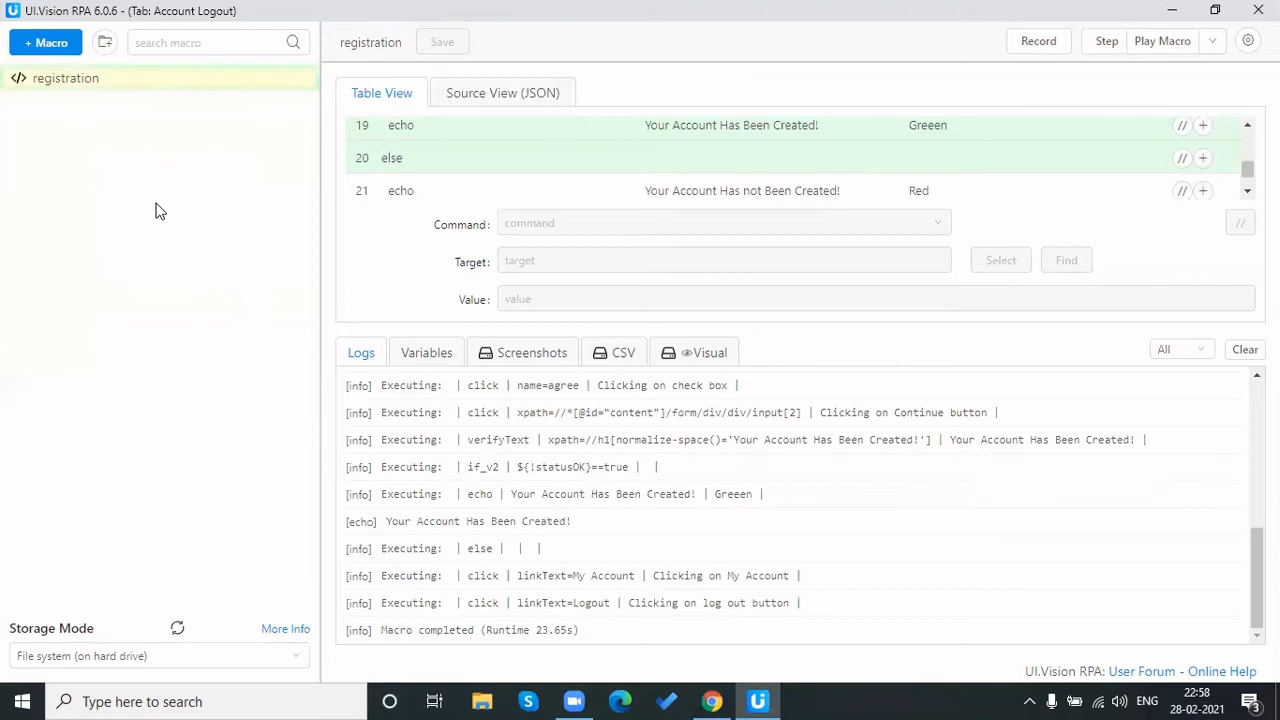 UI.Vision RPA 6.0.6 - (Tab: Account Logout)
+ Macro
search macro
registration
Save
Record
Step
Play Macro
registration
Table View
Source View (JSON)
19 echo Your Account Has Been Created! Greeen // +
20 else // +
21 echo Your Account Has not Been Created! Red // +
Command: command //
Target: target Select Find
Value: value
Logs Variables Screenshots CSV Visual All Clear
[info] Executing: | click | name=agree | Clicking on check box |
[info] Executing: | click | xpath=//*[@id="content"]/form/div/div/input[2] | Clicking on Continue button |
[info] Executing: | verifyText | xpath=//h1[normalize-space()='Your Account Has Been Created!'] | Your Account Has Been Created! |
[info] Executing: | if_v2 | ${!statusOK}==true | |
[info] Executing: | echo | Your Account Has Been Created! | Greeen |
[echo] Your Account Has Been Created!
[info] Executing: | else | | |
[info] Executing: | click | linkText=My Account | Clicking on My Account |
[info] Executing: | click | linkText=Logout | Clicking on log out button |
[info] Macro completed (Runtime 23.65s)
Storage Mode More Info
File system (on hard drive)
UI.Vision RPA: User Forum - Online Help
Type here to search
ENG
22:58
28-02-2021
3